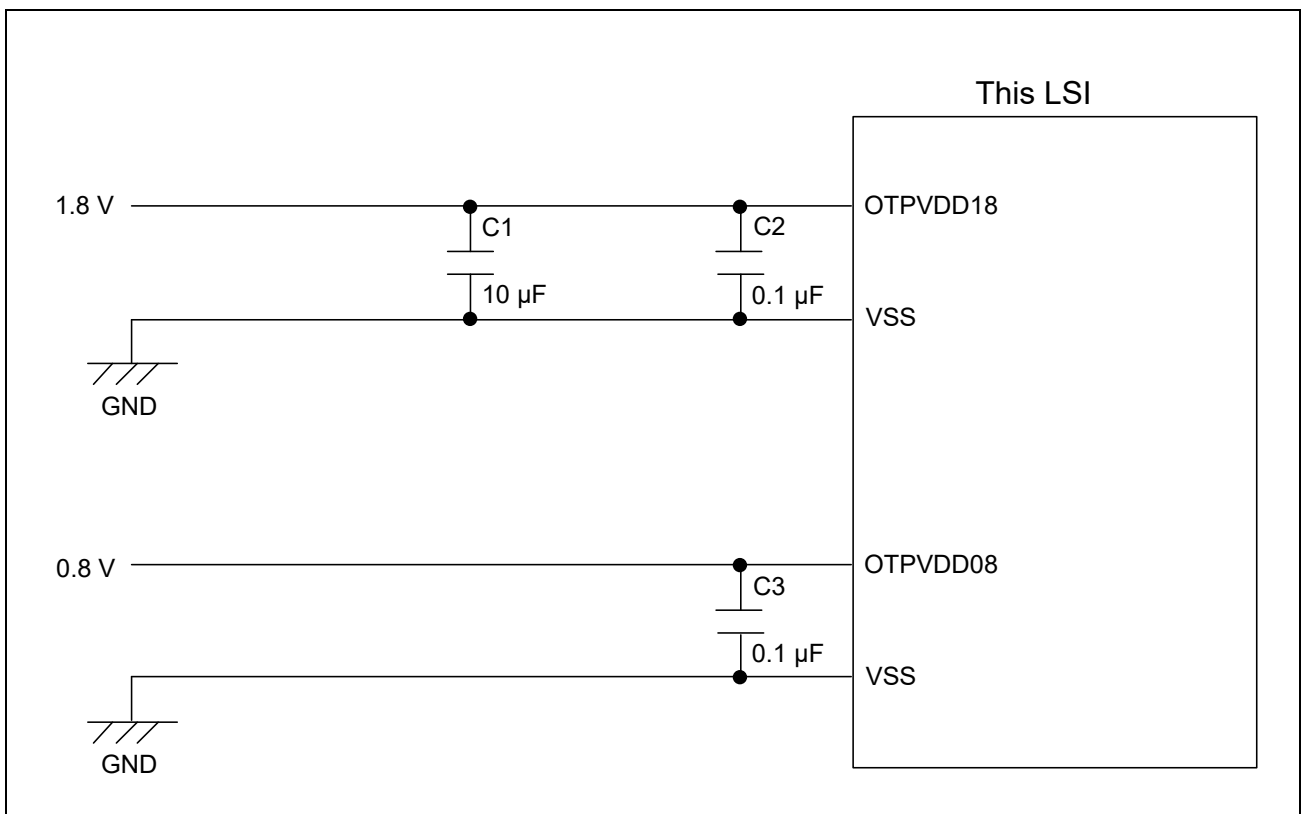 This LSI
1.8 V
OTPVDD18
C1
C2
10 µF
0.1 µF
VSS
GND
0.8 V
OTPVDD08
C3
0.1 µF
VSS
GND